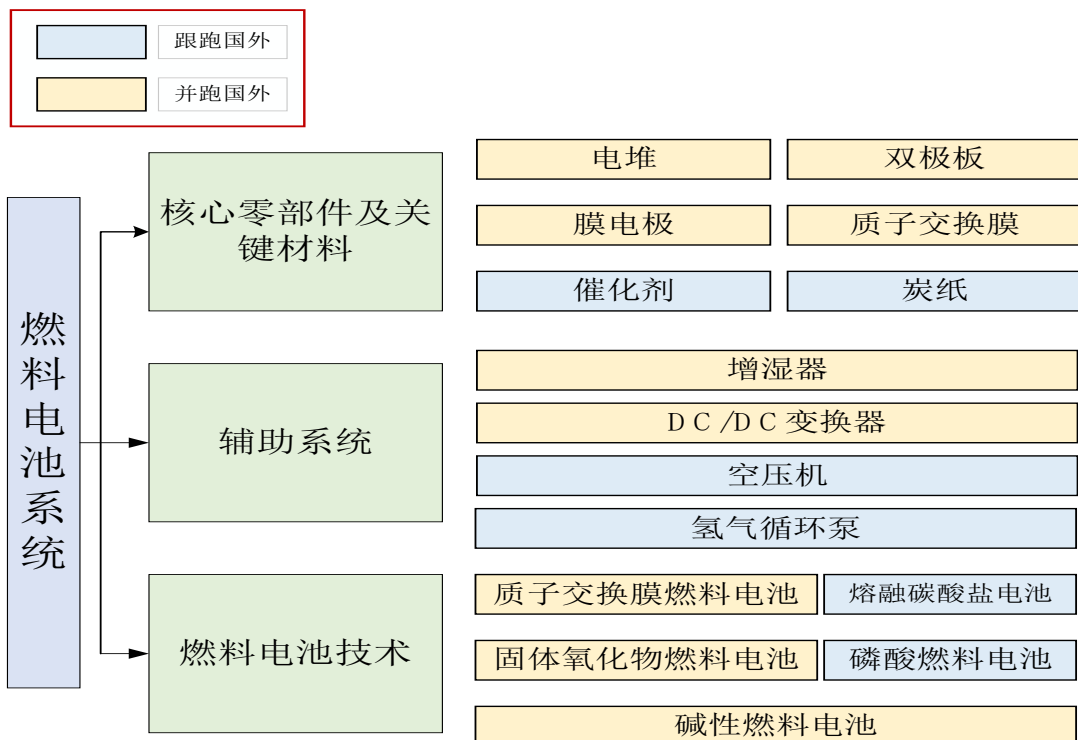 跟跑国外
并跑国外
燃料电池系统
核心零部件及关
键材料
电堆
双极板
膜电极
质子交换膜
催化剂
炭纸
辅助系统
增湿器
DC/DC变换器
空压机
氢气循环泵
燃料电池技术
质子交换膜燃料电池
熔融碳酸盐电池
固体氧化物燃料电池
磷酸燃料电池
碱性燃料电池